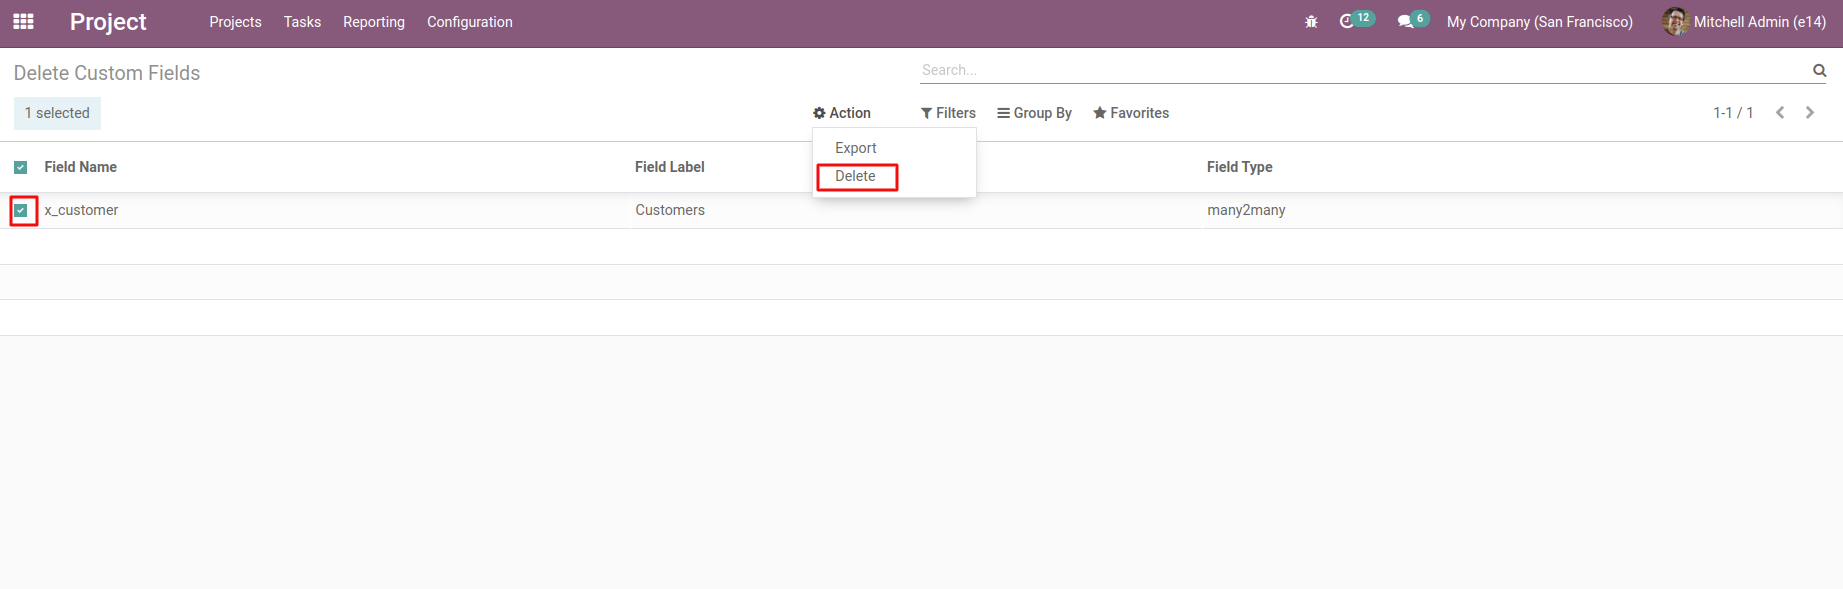 Project Projects Tasks Reporting Configuration 12 6 My Company (San Francisco) Mitchell Admin (e14)
Delete Custom Fields Search...
1 selected Action Filters Group By Favorites 1-1 / 1
Export
Delete
Field Name Field Label Field Type
x_customer Customers many2many